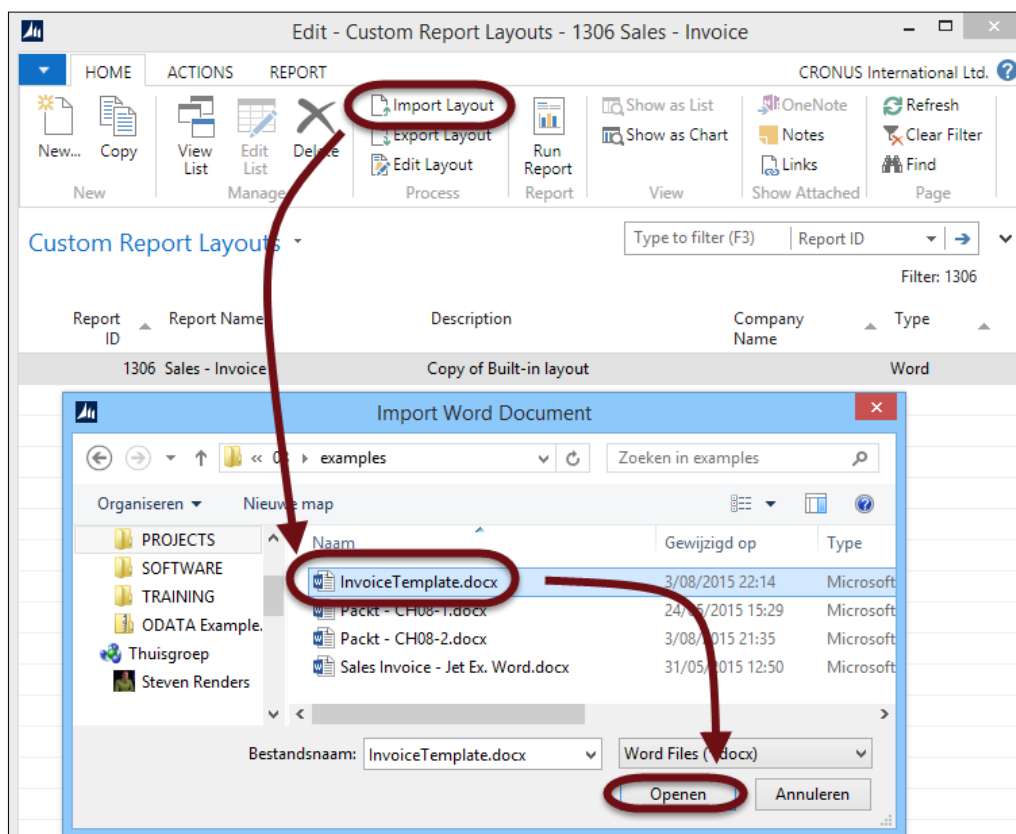 Edit - Custom Report Layouts - 1306 Sales - Invoice
HOME ACTIONS REPORT CRONUS International Ltd.
Import Layout Show as List OneNote Refresh
Export Layout Show as Chart Notes Clear Filter
New... Copy View List Edit List Delete Edit Layout Run Report Links Find
New Manage Process Report View Show Attached Page
Custom Report Layouts Type to filter (F3) Report ID
Filter: 1306
Report ID Report Name Description Company Name Type
1306 Sales - Invoice Copy of Built-in layout Word
Import Word Document
examples Zoeken in examples
Organiseren Nieuwe map
PROJECTS Naam Gewijzigd op Type
SOFTWARE InvoiceTemplate.docx 3/08/2015 22:14 Microsoft
TRAINING Packt - CH08-1.docx 15:29 Microsoft
ODATA Example. Packt - CH08-2.docx 3/08/2015 21:35 Microsoft
Thuisgroep Sales Invoice - Jet Ex. Word.docx 31/05/2015 12:50 Microsoft
Steven Renders
Bestandsnaam: InvoiceTemplate.docx Word Files (*.docx)
Openen Annuleren